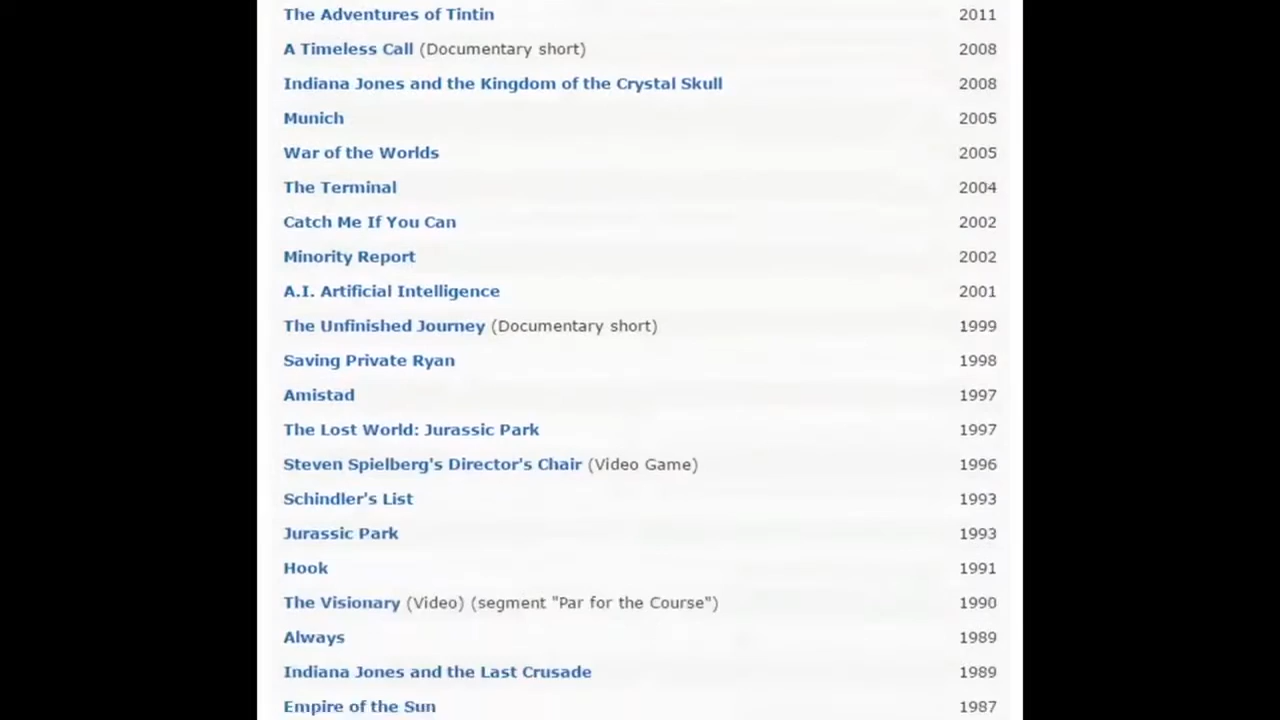 The Adventures of Tintin 2011
A Timeless Call (Documentary short) 2008
Indiana Jones and the Kingdom of the Crystal Skull 2008
Munich 2005
War of the Worlds 2005
The Terminal 2004
Catch Me If You Can 2002
Minority Report 2002
A.I. Artificial Intelligence 2001
The Unfinished Journey (Documentary short) 1999
Saving Private Ryan 1998
Amistad 1997
The Lost World: Jurassic Park 1997
Steven Spielberg's Director's Chair (Video Game) 1996
Schindler's List 1993
Jurassic Park 1993
Hook 1991
The Visionary (Video) (segment "Par for the Course") 1990
Always 1989
Indiana Jones and the Last Crusade 1989
Empire of the Sun 1987